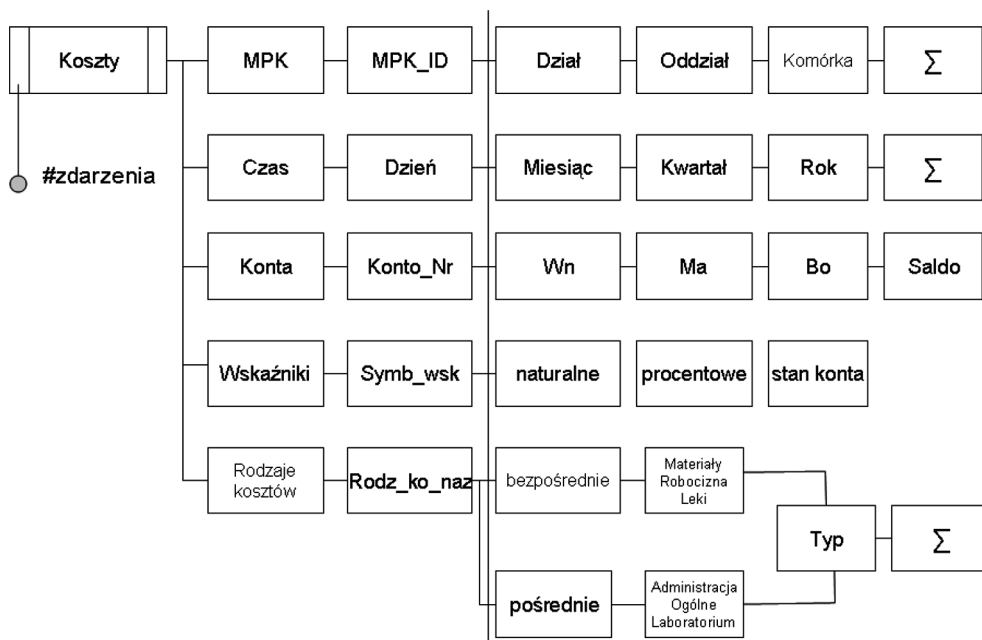 Koszty
MPK
MPK_ID
Dział
Oddział
Komórka
∑
#zdarzenia
Czas
Dzień
Miesiąc
Kwartał
Rok
∑
Konta
Konto_Nr
Wn
Ma
Bo
Saldo
Wskaźniki
Symb_wsk
naturalne
procentowe
stan konta
Rodzaje
kosztów
Rodz_ko_naz
bezpośrednie
Materiały
Robocizna
Leki
Typ
∑
pośrednie
Administracja
Ogólne
Laboratorium